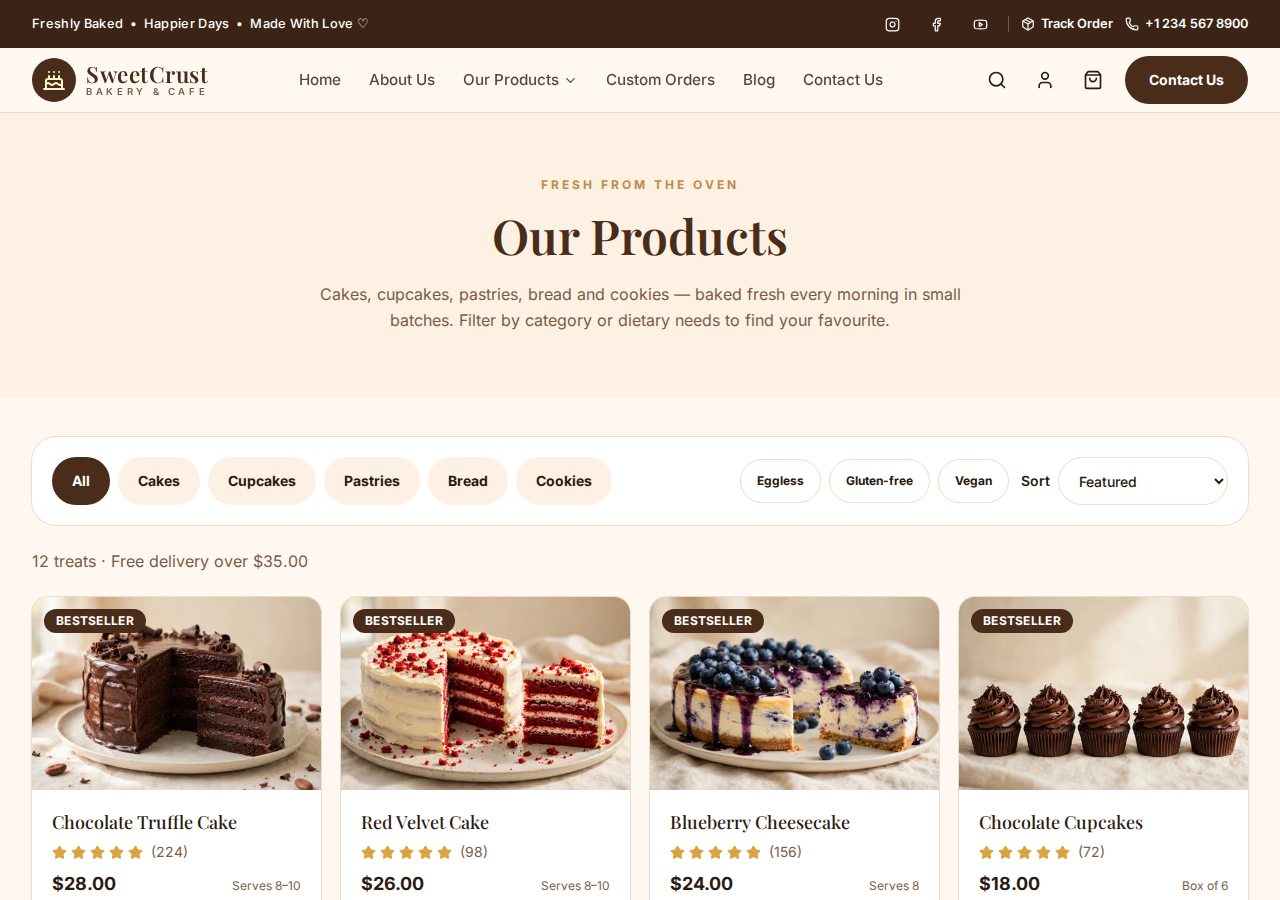 Freshly Baked • Happier Days • Made With Love ♡
Track Order
+1 234 567 8900
SweetCrust
BAKERY & CAFE
Home
About Us
Our Products
Custom Orders
Blog
Contact Us
Contact Us
FRESH FROM THE OVEN
Our Products
Cakes, cupcakes, pastries, bread and cookies — baked fresh every morning in small
batches. Filter by category or dietary needs to find your favourite.
All
Cakes
Cupcakes
Pastries
Bread
Cookies
Eggless
Gluten-free
Vegan
Sort
Featured
12 treats · Free delivery over $35.00
BESTSELLER
BESTSELLER
BESTSELLER
BESTSELLER
Chocolate Truffle Cake
(224)
$28.00
Serves 8–10
Red Velvet Cake
(98)
$26.00
Serves 8–10
Blueberry Cheesecake
(156)
$24.00
Serves 8
Chocolate Cupcakes
(72)
$18.00
Box of 6